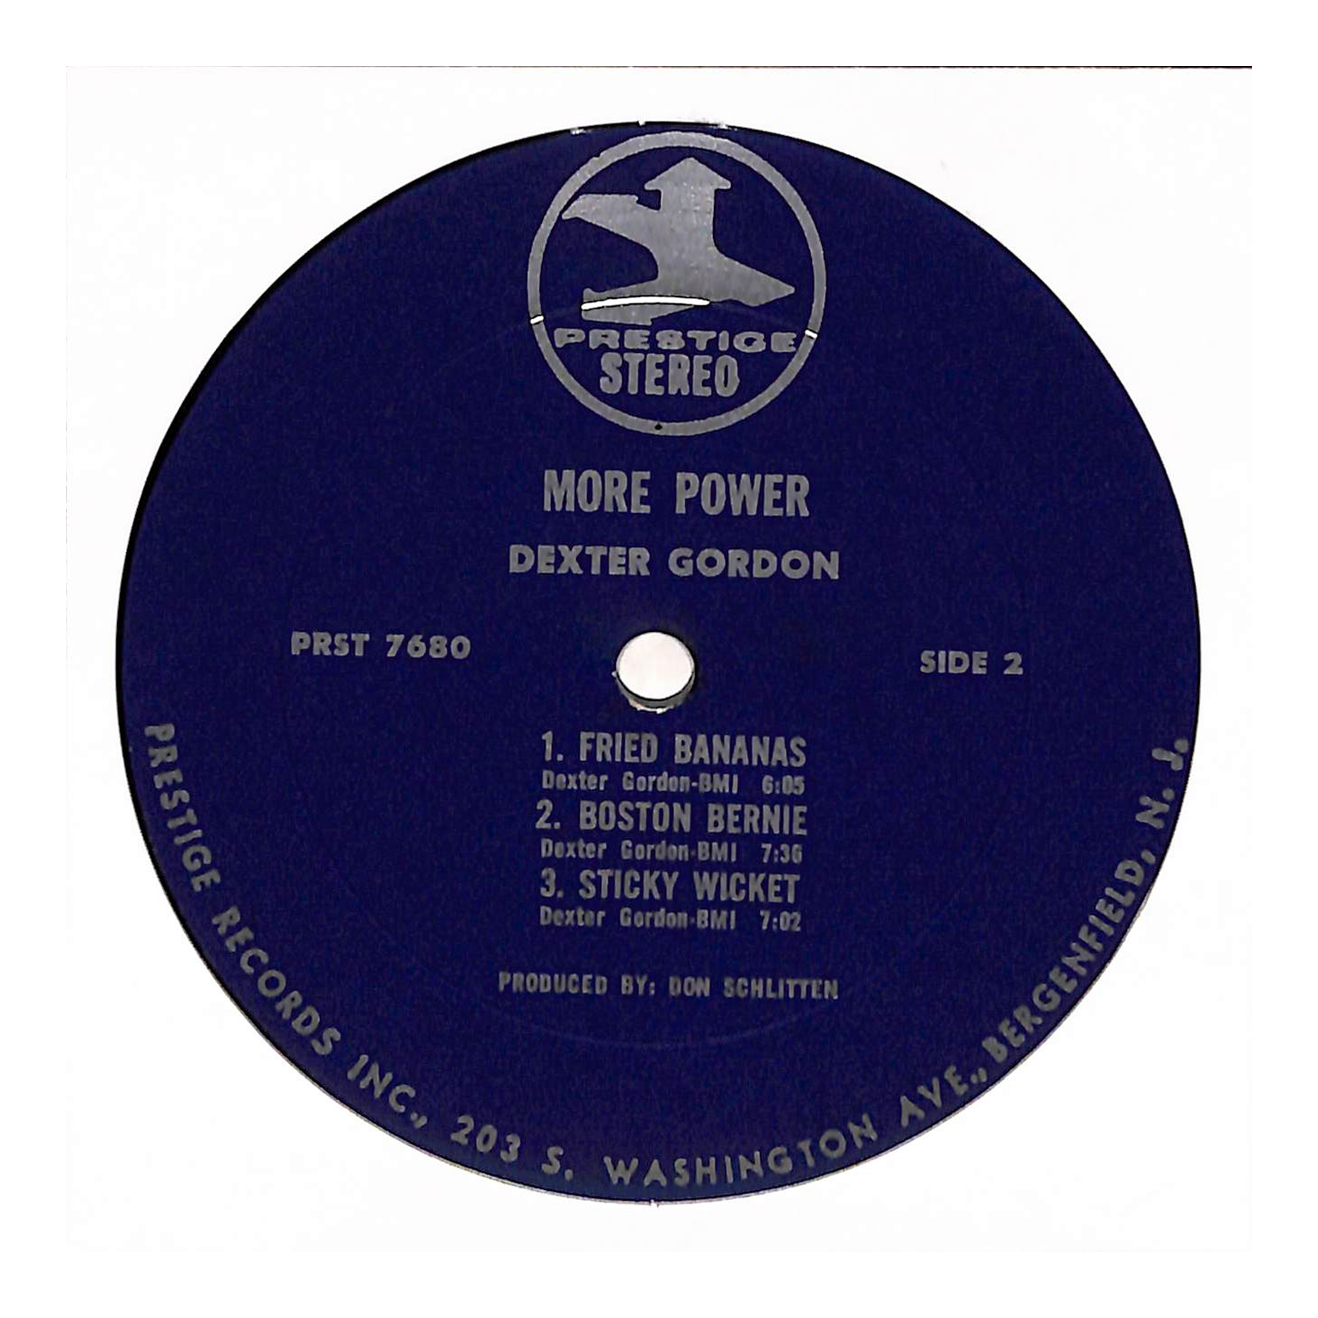 PRESTIGE
STEREO
MORE POWER
DEXTER GORDON
PRST 7680
SIDE 2
1. FRIED BANANAS
Dexter Gordon-BMI 6:05
2. BOSTON BERNIE
Dexter Gordon-BMI 7:36
3. STICKY WICKET
Dexter Gordon-BMI 7:02
PRODUCED BY: DON SCHLITTEN
PRESTIGE RECORDS INC., 203 S. WASHINGTON AVE., BERGENFIELD, N. J.